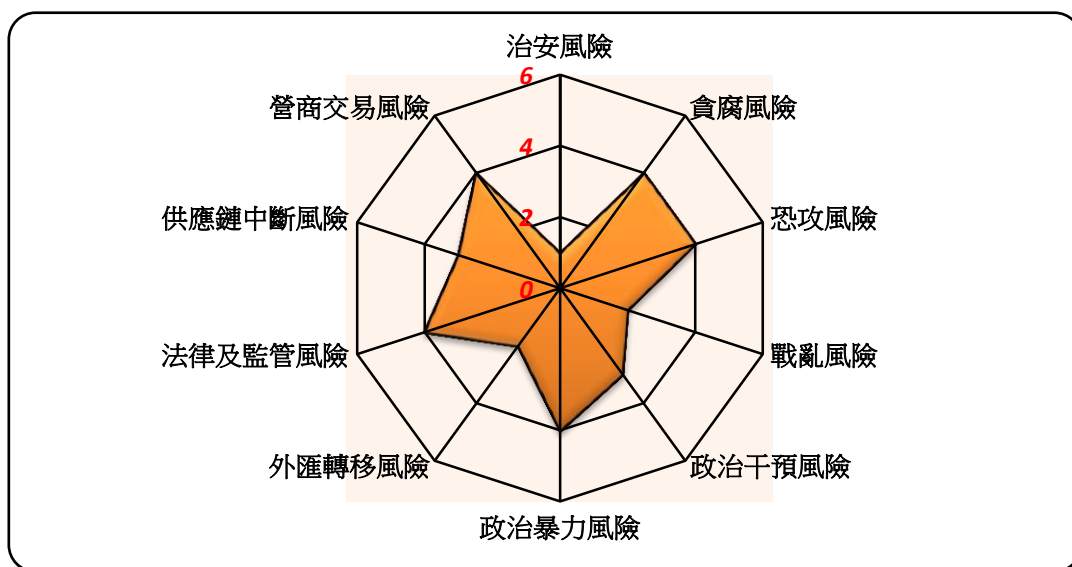 治安風險
6
營商交易風險
貪腐風險
4
供應鏈中斷風險
2
恐攻風險
0
法律及監管風險
戰亂風險
外匯轉移風險
政治干預風險
政治暴力風險